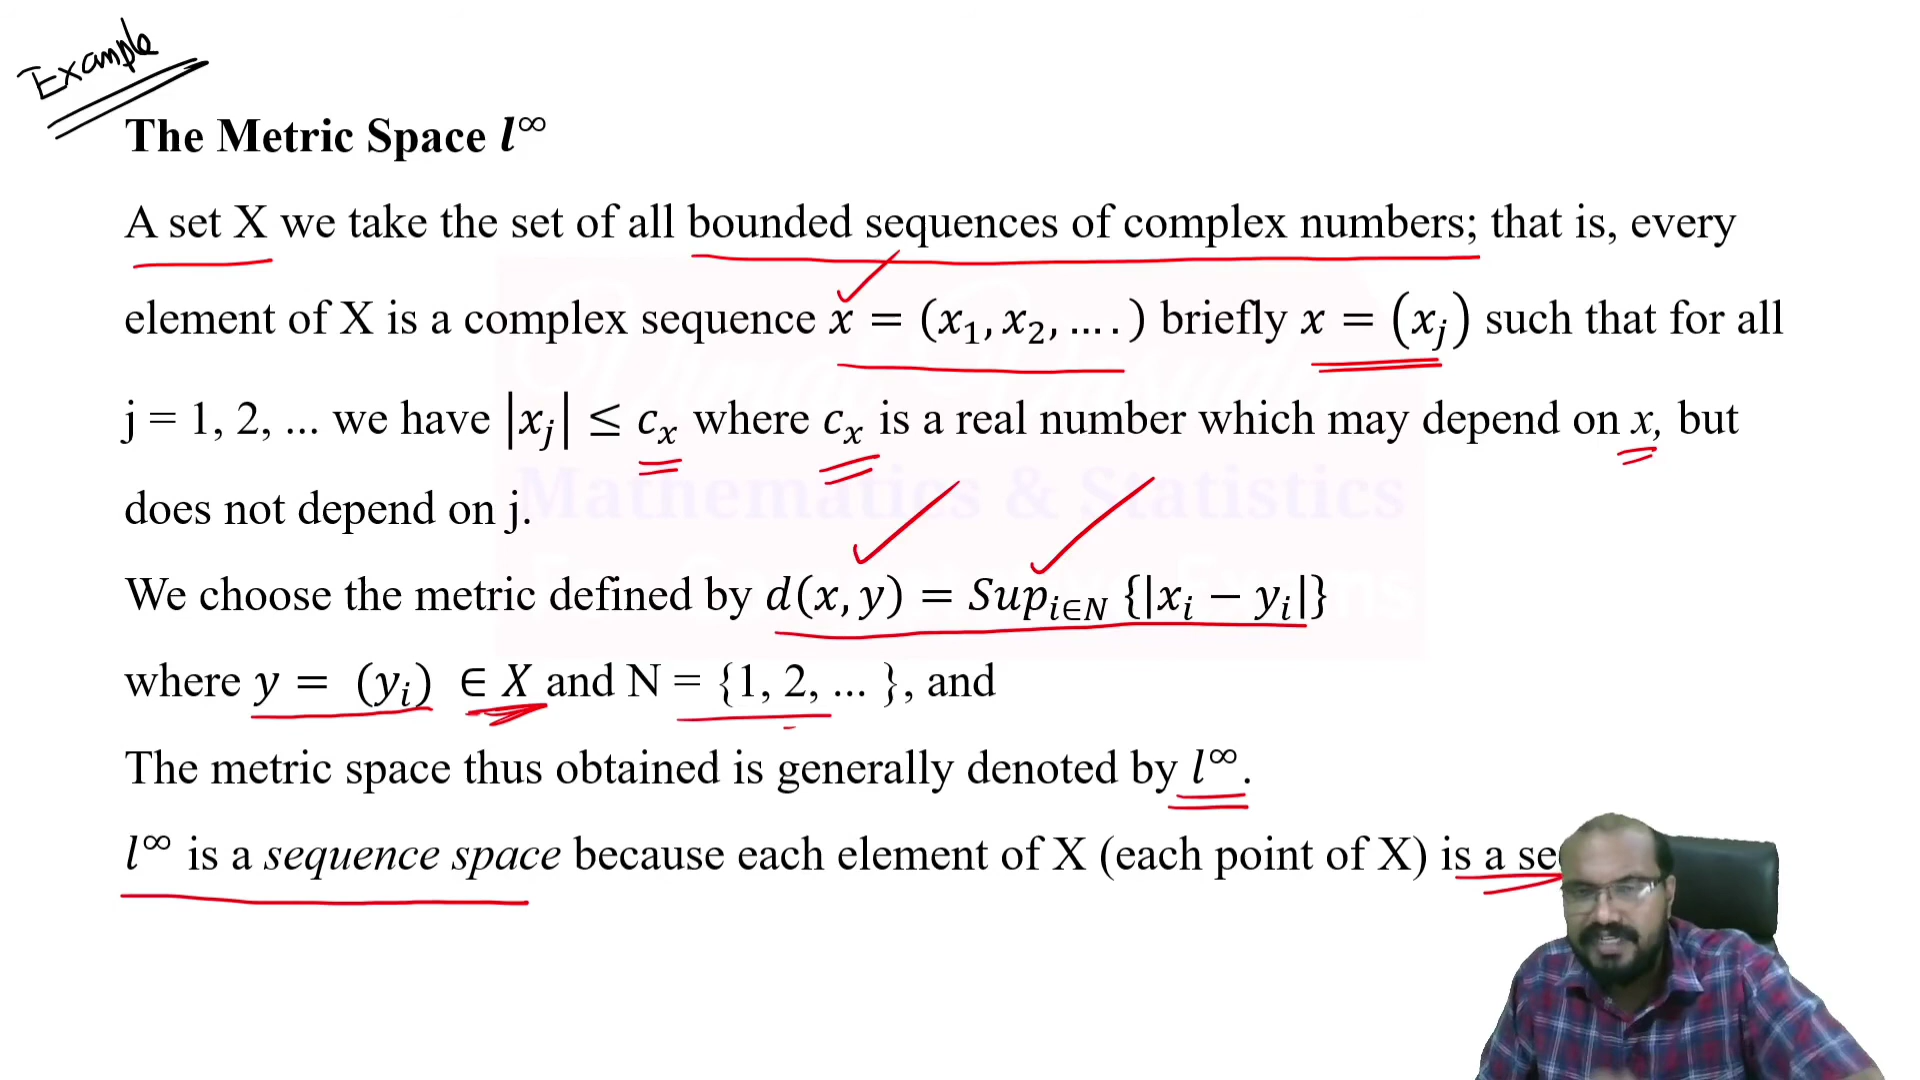 Example
The Metric Space l^∞
A set X we take the set of all bounded sequences of complex numbers; that is, every
element of X is a complex sequence x = (x₁, x₂, ….) briefly x = (xⱼ) such that for all
j = 1, 2, ... we have |xⱼ| ≤ cₓ where cₓ is a real number which may depend on x, but
does not depend on j.
Mathematics & Statistics
We choose the metric defined by d(x, y) = Sup_{i∈N} {|xᵢ − yᵢ|}
where y = (yᵢ) ∈ X and N = {1, 2, ... }, and
The metric space thus obtained is generally denoted by l^∞.
l^∞ is a sequence space because each element of X (each point of X) is a se